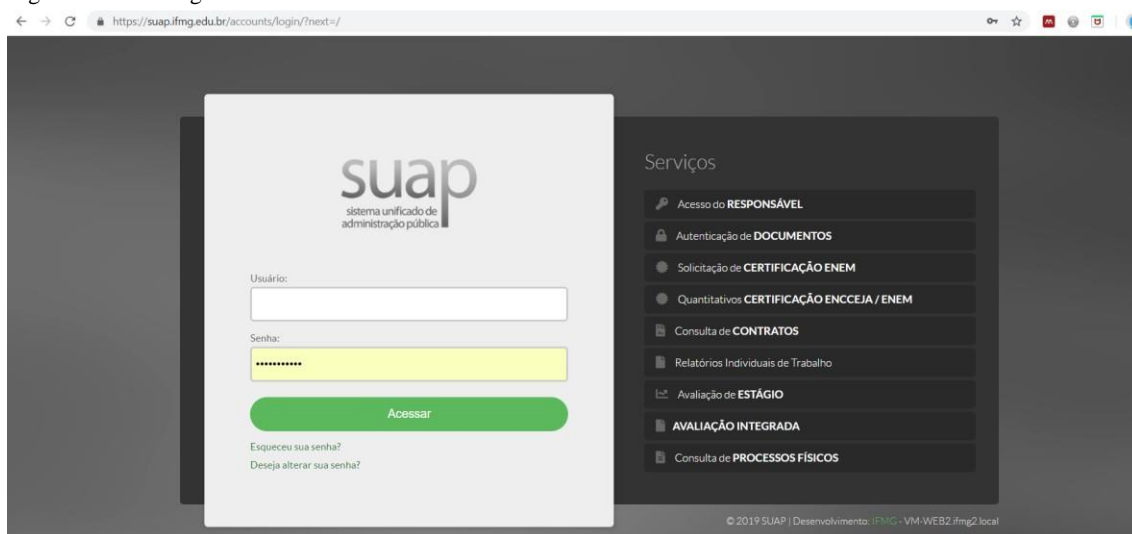 https://suap.ifmg.edu.br/accounts/login/?next=/
suap
sistema unificado de
administração pública
Usuário:
Senha:
•••••••••••
Acessar
Esqueceu sua senha?
Deseja alterar sua senha?
Serviços
Acesso do RESPONSÁVEL
Autenticação de DOCUMENTOS
Solicitação de CERTIFICAÇÃO ENEM
Quantitativos CERTIFICAÇÃO ENCCEJA / ENEM
Consulta de CONTRATOS
Relatórios Individuais de Trabalho
Avaliação de ESTÁGIO
AVALIAÇÃO INTEGRADA
Consulta de PROCESSOS FÍSICOS
© 2019 SUAP | Desenvolvimento: IFMG - VM-WEB2.ifmg2.local